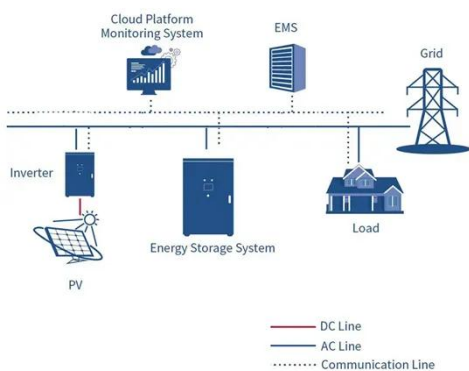 Cloud Platform
Monitoring System
EMS
Grid
Inverter
Energy Storage System
Load
PV
DC Line
AC Line
Communication Line